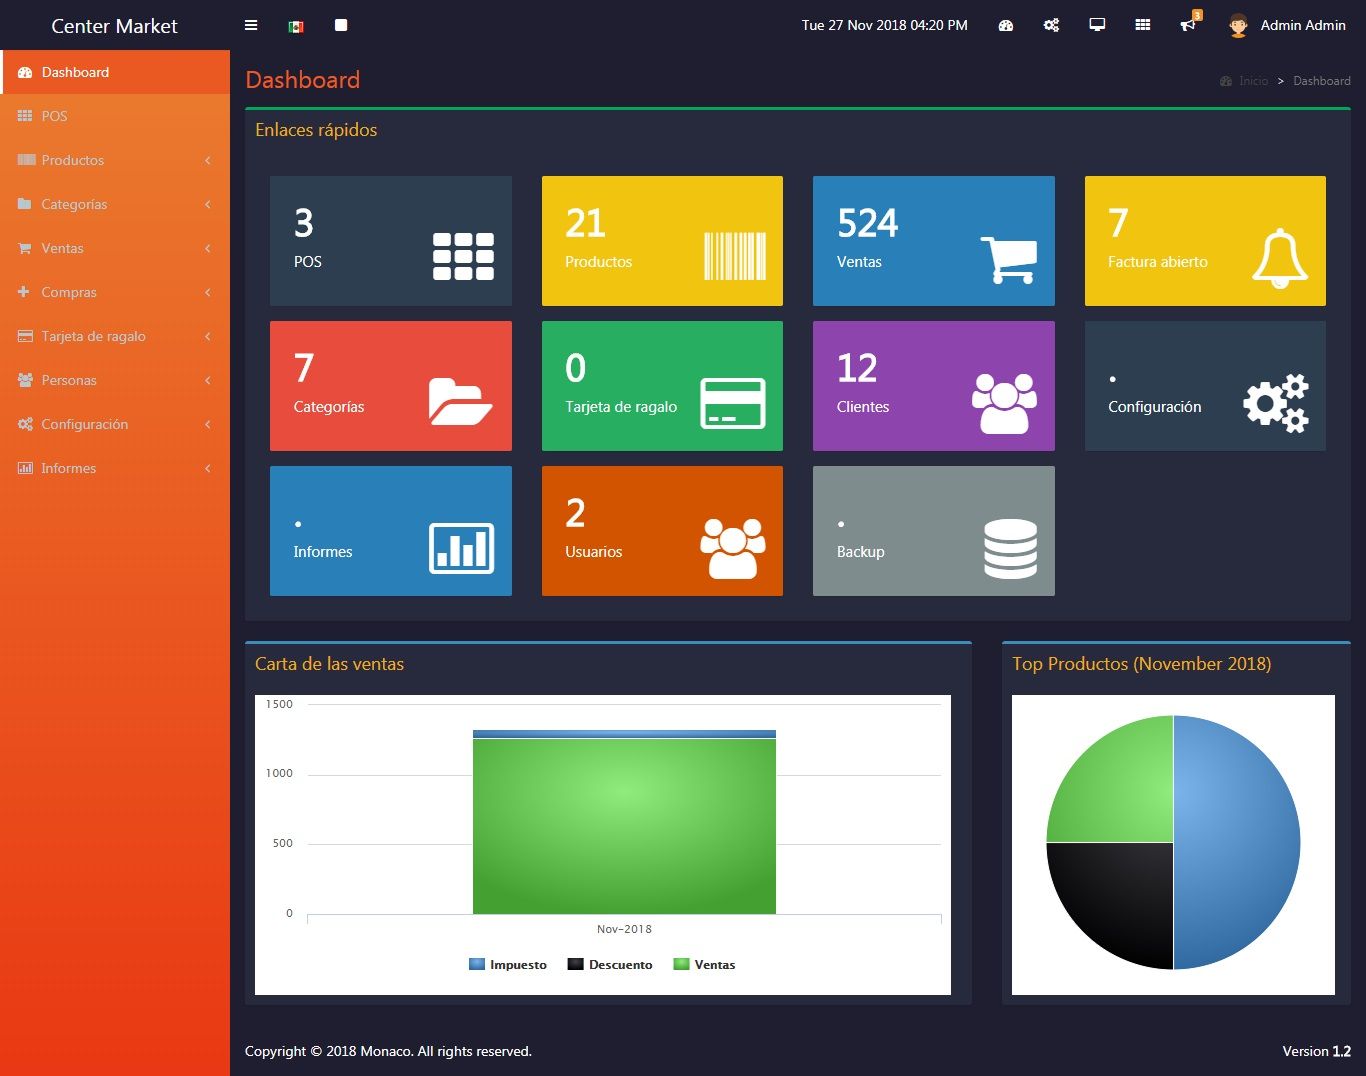 Center Market
Tue 27 Nov 2018 04:20 PM
3
Admin Admin
Dashboard
POS
Productos
Categorías
Ventas
Compras
Tarjeta de ragalo
Personas
Configuración
Informes
Dashboard
Inicio > Dashboard
Enlaces rápidos
3
POS
21
Productos
524
Ventas
7
Factura abierto
7
Categorías
0
Tarjeta de ragalo
12
Clientes
.
Configuración
.
Informes
2
Usuarios
.
Backup
Carta de las ventas
1500
1000
500
0
Nov-2018
Impuesto Descuento Ventas
Top Productos (November 2018)
Copyright © 2018 Monaco. All rights reserved.
Version 1.2